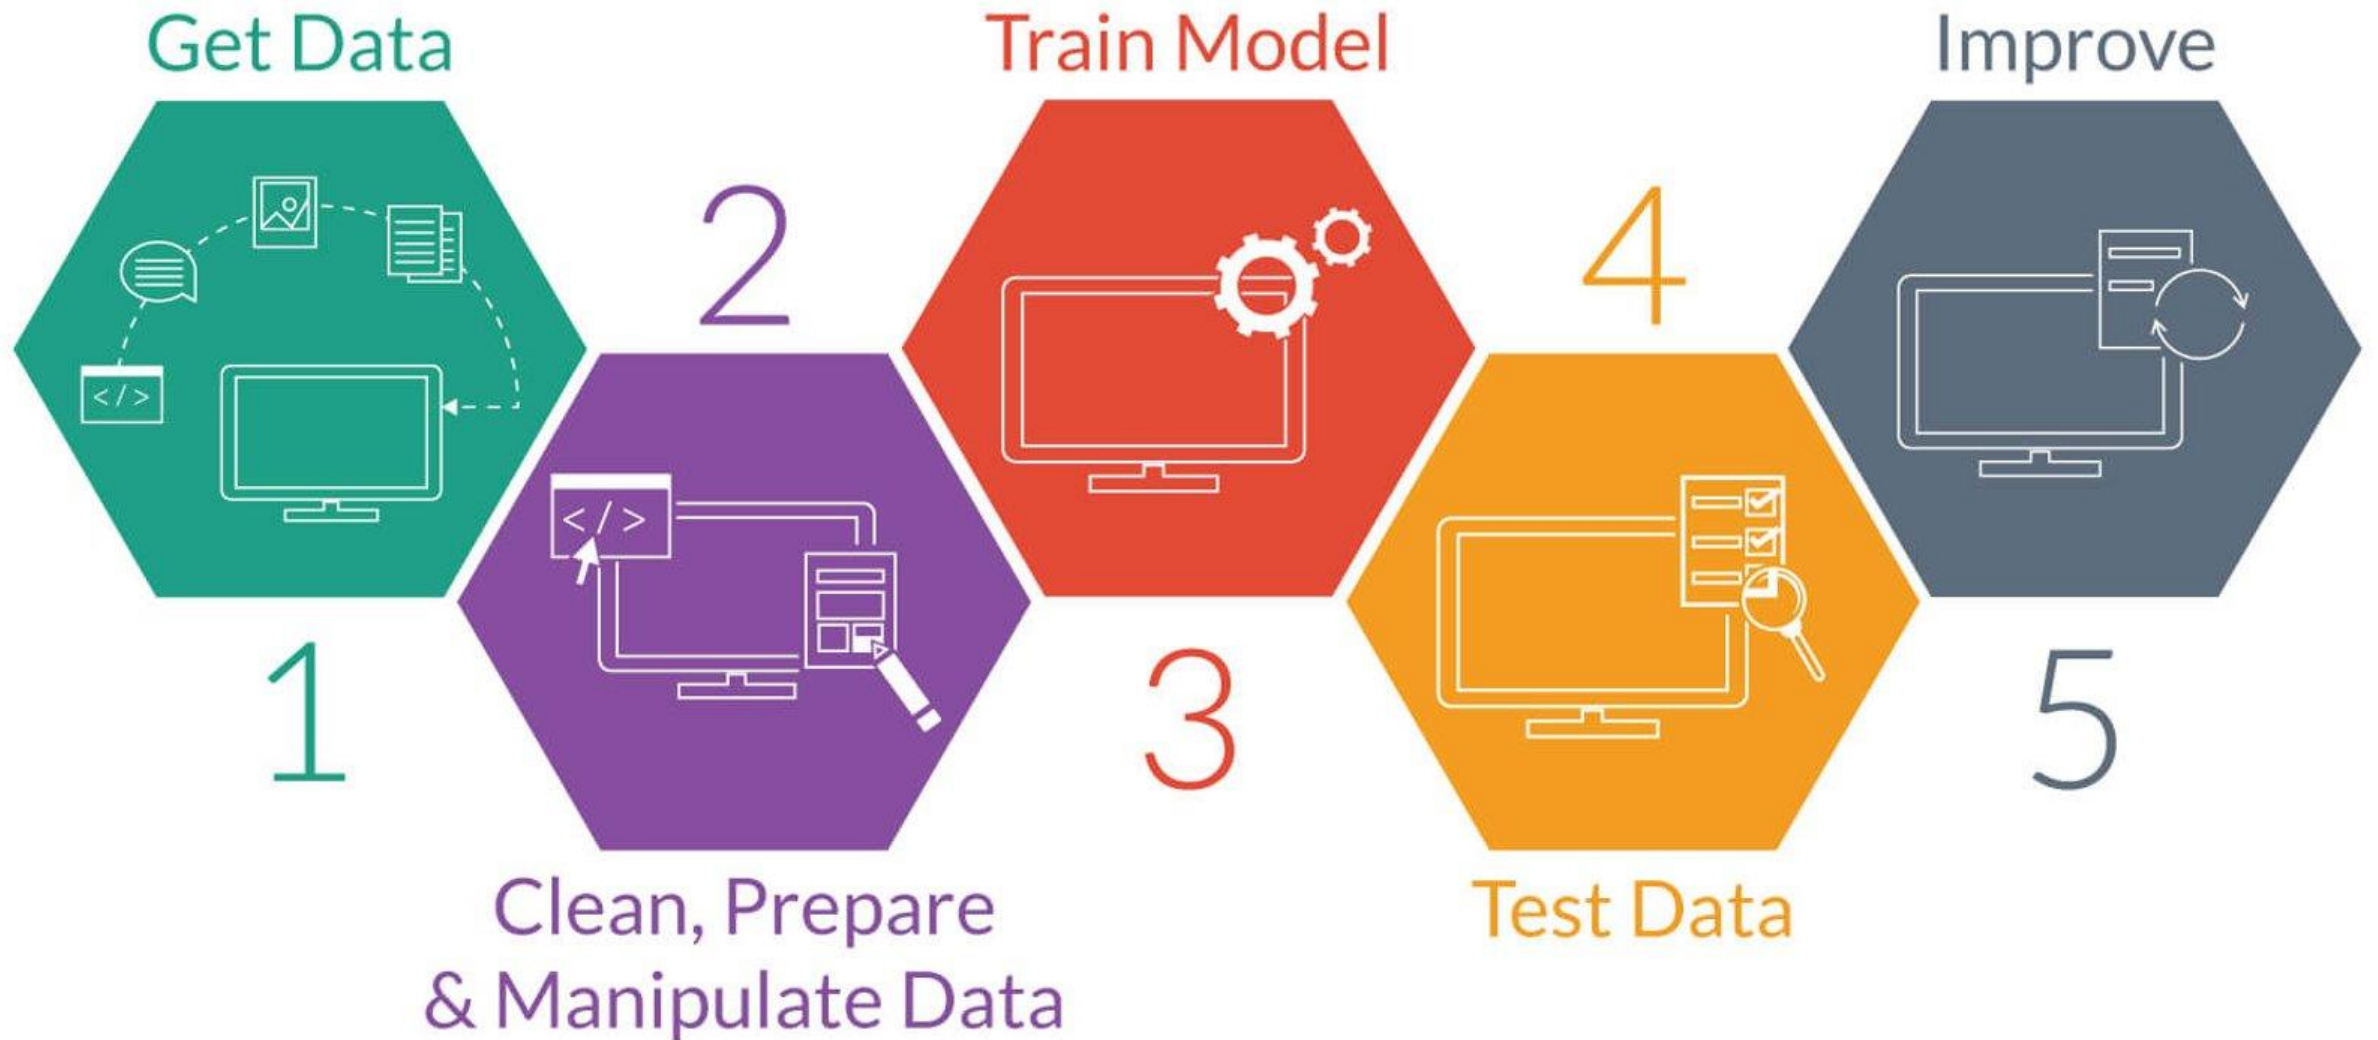 Get Data
1
2
Clean, Prepare
& Manipulate Data
</>
</>
Train Model
3
4
Test Data
Improve
5